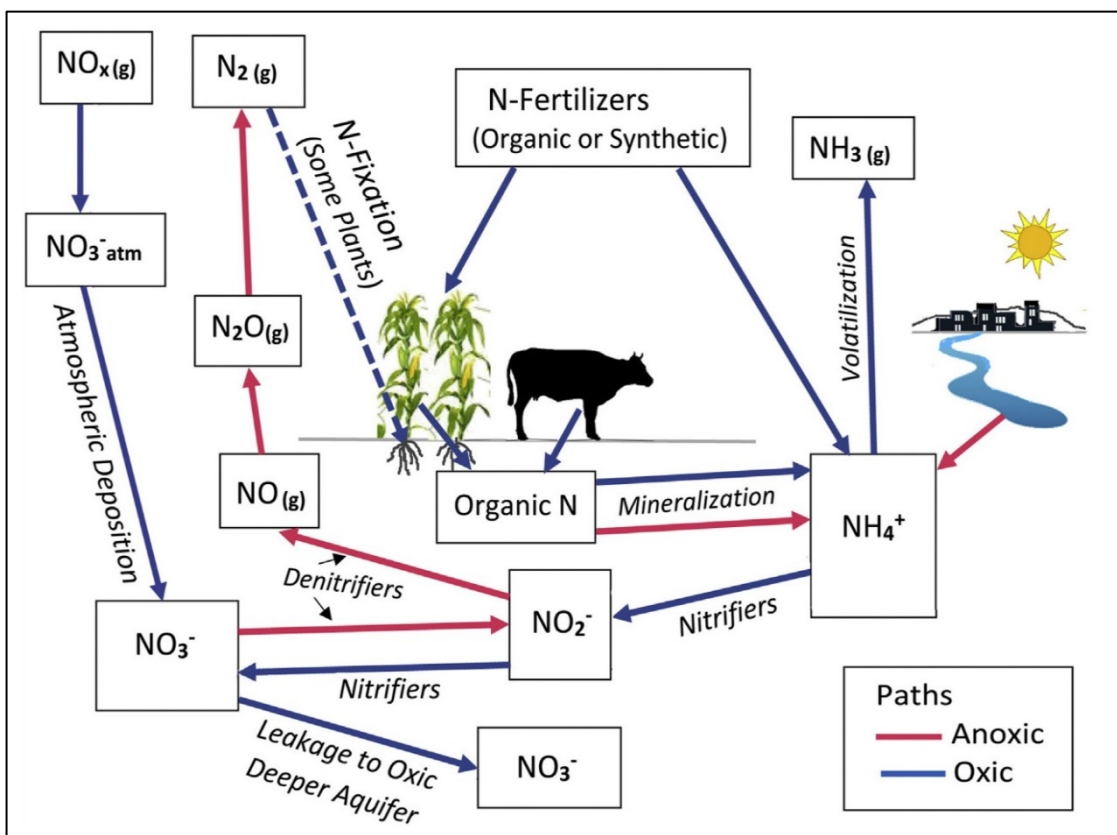 NOx (g)
N2 (g)
N-Fertilizers
(Organic or Synthetic)
NH3 (g)
N-Fixation
(Some Plants)
NO3- atm
Volatilization
N2O(g)
Atmospheric Deposition
NO (g)
Organic N
Mineralization
NH4+
Denitrifiers
NO3-
NO2-
Nitrifiers
Nitrifiers
Leakage to Oxic
Deeper Aquifer
NO3-
Paths
Anoxic
Oxic